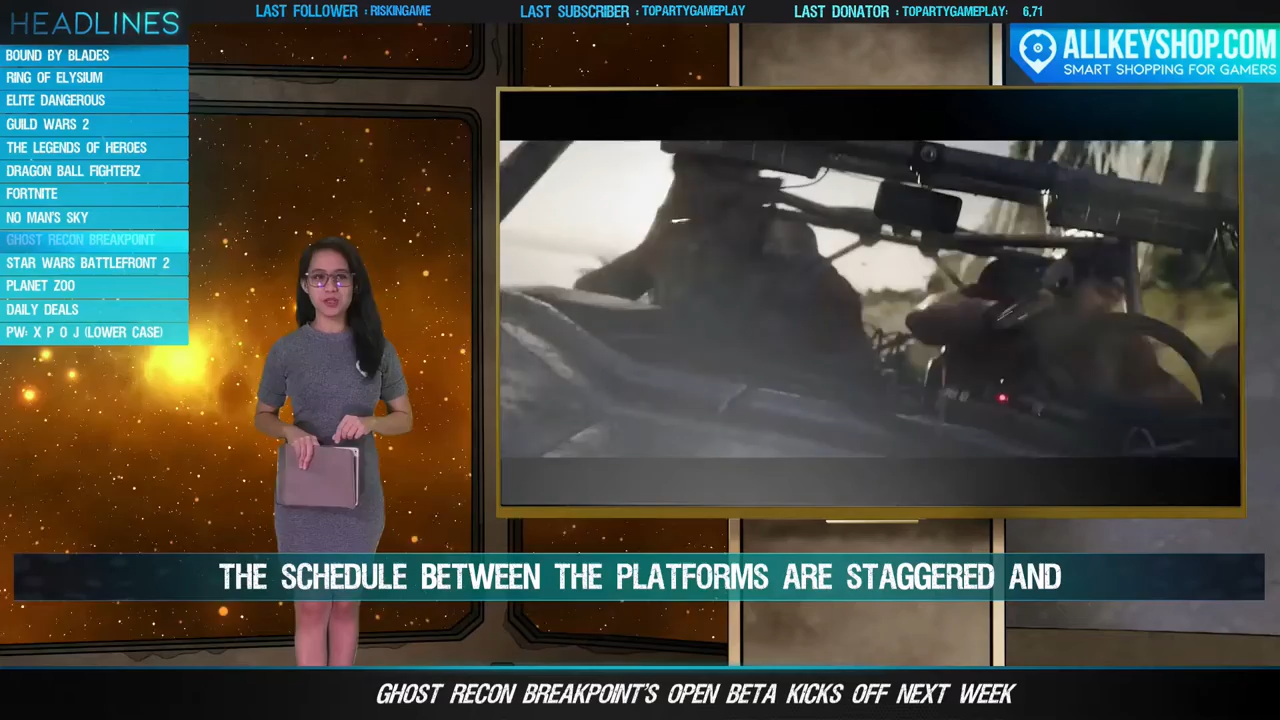 HEADLINES
LAST FOLLOWER : RISKINGAME
LAST SUBSCRIBER : TOPARTYGAMEPLAY
LAST DONATOR : TOPARTYGAMEPLAY: 6,71
ALLKEYSHOP.COM
SMART SHOPPING FOR GAMERS
BOUND BY BLADES
RING OF ELYSIUM
ELITE DANGEROUS
GUILD WARS 2
THE LEGENDS OF HEROES
DRAGON BALL FIGHTERZ
FORTNITE
NO MAN'S SKY
GHOST RECON BREAKPOINT
STAR WARS BATTLEFRONT 2
PLANET ZOO
DAILY DEALS
PW: X P O J (LOWER CASE)
THE SCHEDULE BETWEEN THE PLATFORMS ARE STAGGERED AND
GHOST RECON BREAKPOINT'S OPEN BETA KICKS OFF NEXT WEEK